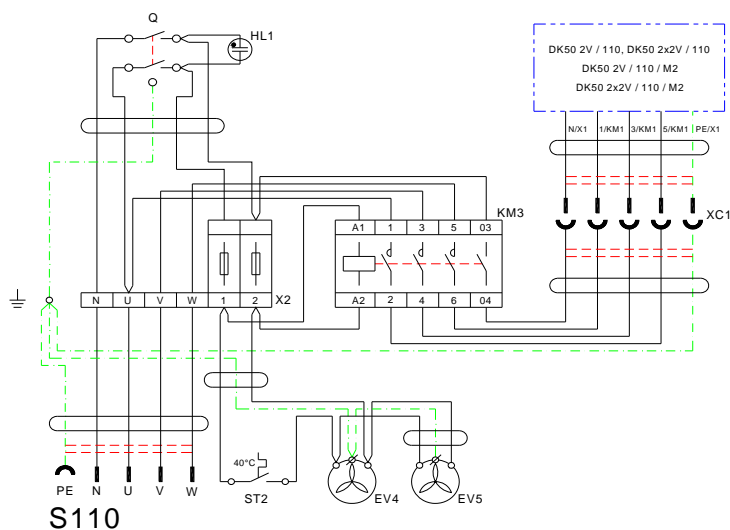 Q
HL1
DK50 2V / 110, DK50 2x2V / 110
DK50 2V / 110 / M2
DK50 2x2V / 110 / M2
N/X1 1/KM1 3/KM1 5/KM1 PE/X1
XC1
KM3
A1 1 3 5 03
A2 2 4 6 04
N U V W 1 2 X2
40°C
ST2
EV4
EV5
PE N U V W
S110